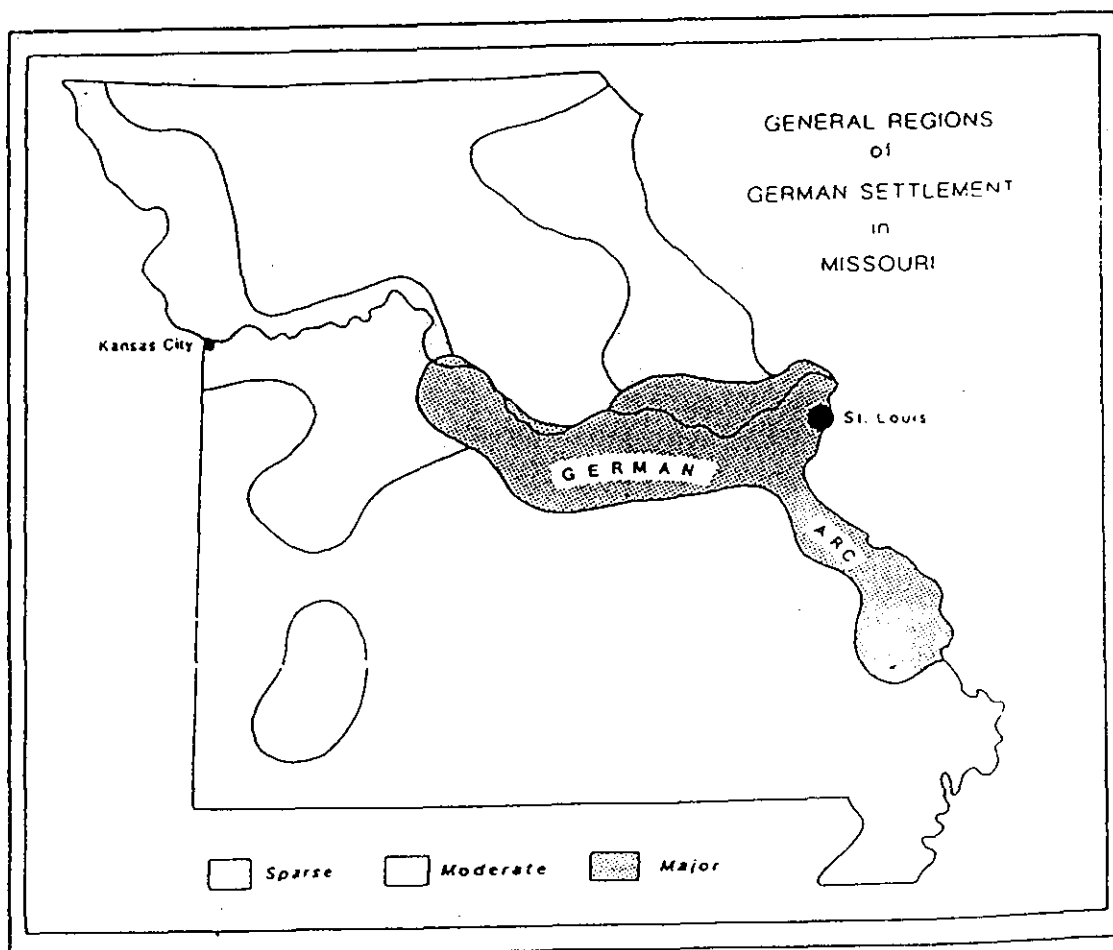 GENERAL REGIONS
of
GERMAN SETTLEMENT
in
MISSOURI
Kansas City
St. Louis
GERMAN
ARC
Sparse Moderate Major